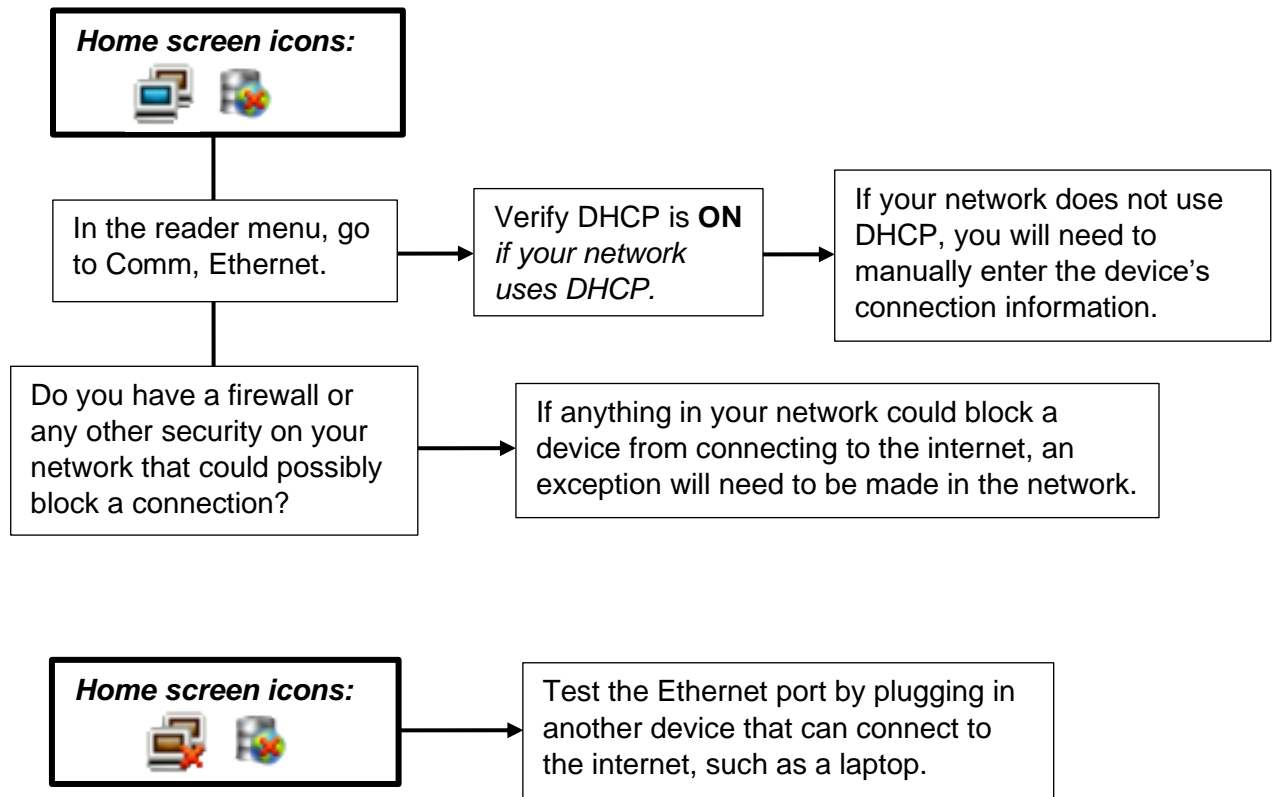 Home screen icons:
In the reader menu, go
to Comm, Ethernet.
Verify DHCP is ON
if your network
uses DHCP.
If your network does not use
DHCP, you will need to
manually enter the device's
connection information.
Do you have a firewall or
any other security on your
network that could possibly
block a connection?
If anything in your network could block a
device from connecting to the internet, an
exception will need to be made in the network.
Home screen icons:
Test the Ethernet port by plugging in
another device that can connect to
the internet, such as a laptop.